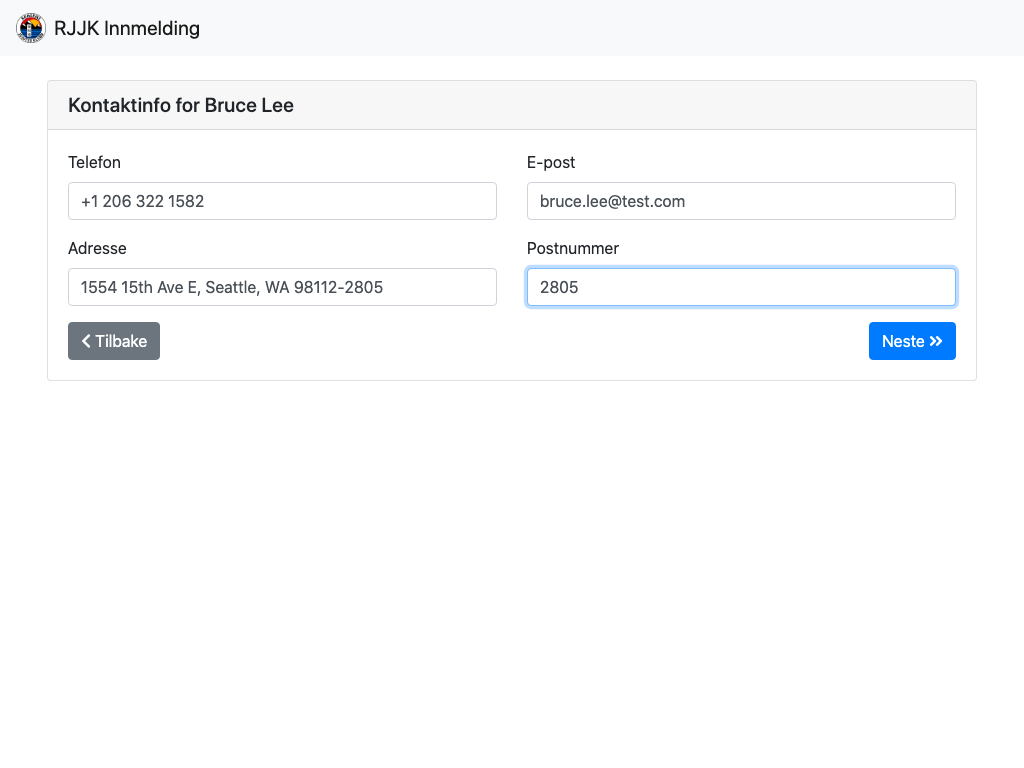 RJJK Innmelding
Kontaktinfo for Bruce Lee
Telefon
+1 206 322 1582
E-post
bruce.lee@test.com
Adresse
1554 15th Ave E, Seattle, WA 98112-2805
Postnummer
2805
Tilbake
Neste